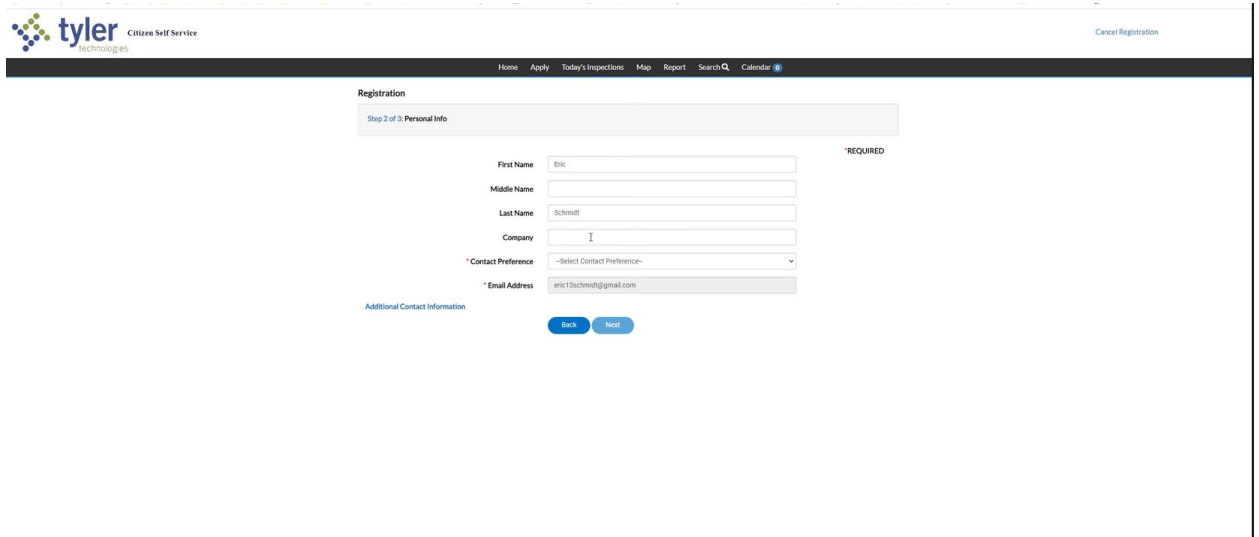 tyler technologies Citizen Self Service
Cancel Registration
Home Apply Today's Inspections Map Report Search Calendar 0
Registration
Step 2 of 3: Personal Info
*REQUIRED
First Name Eric
Middle Name
Last Name Schmidt
Company
* Contact Preference --Select Contact Preference--
* Email Address eric13schmidt@gmail.com
Additional Contact Information
Back Next